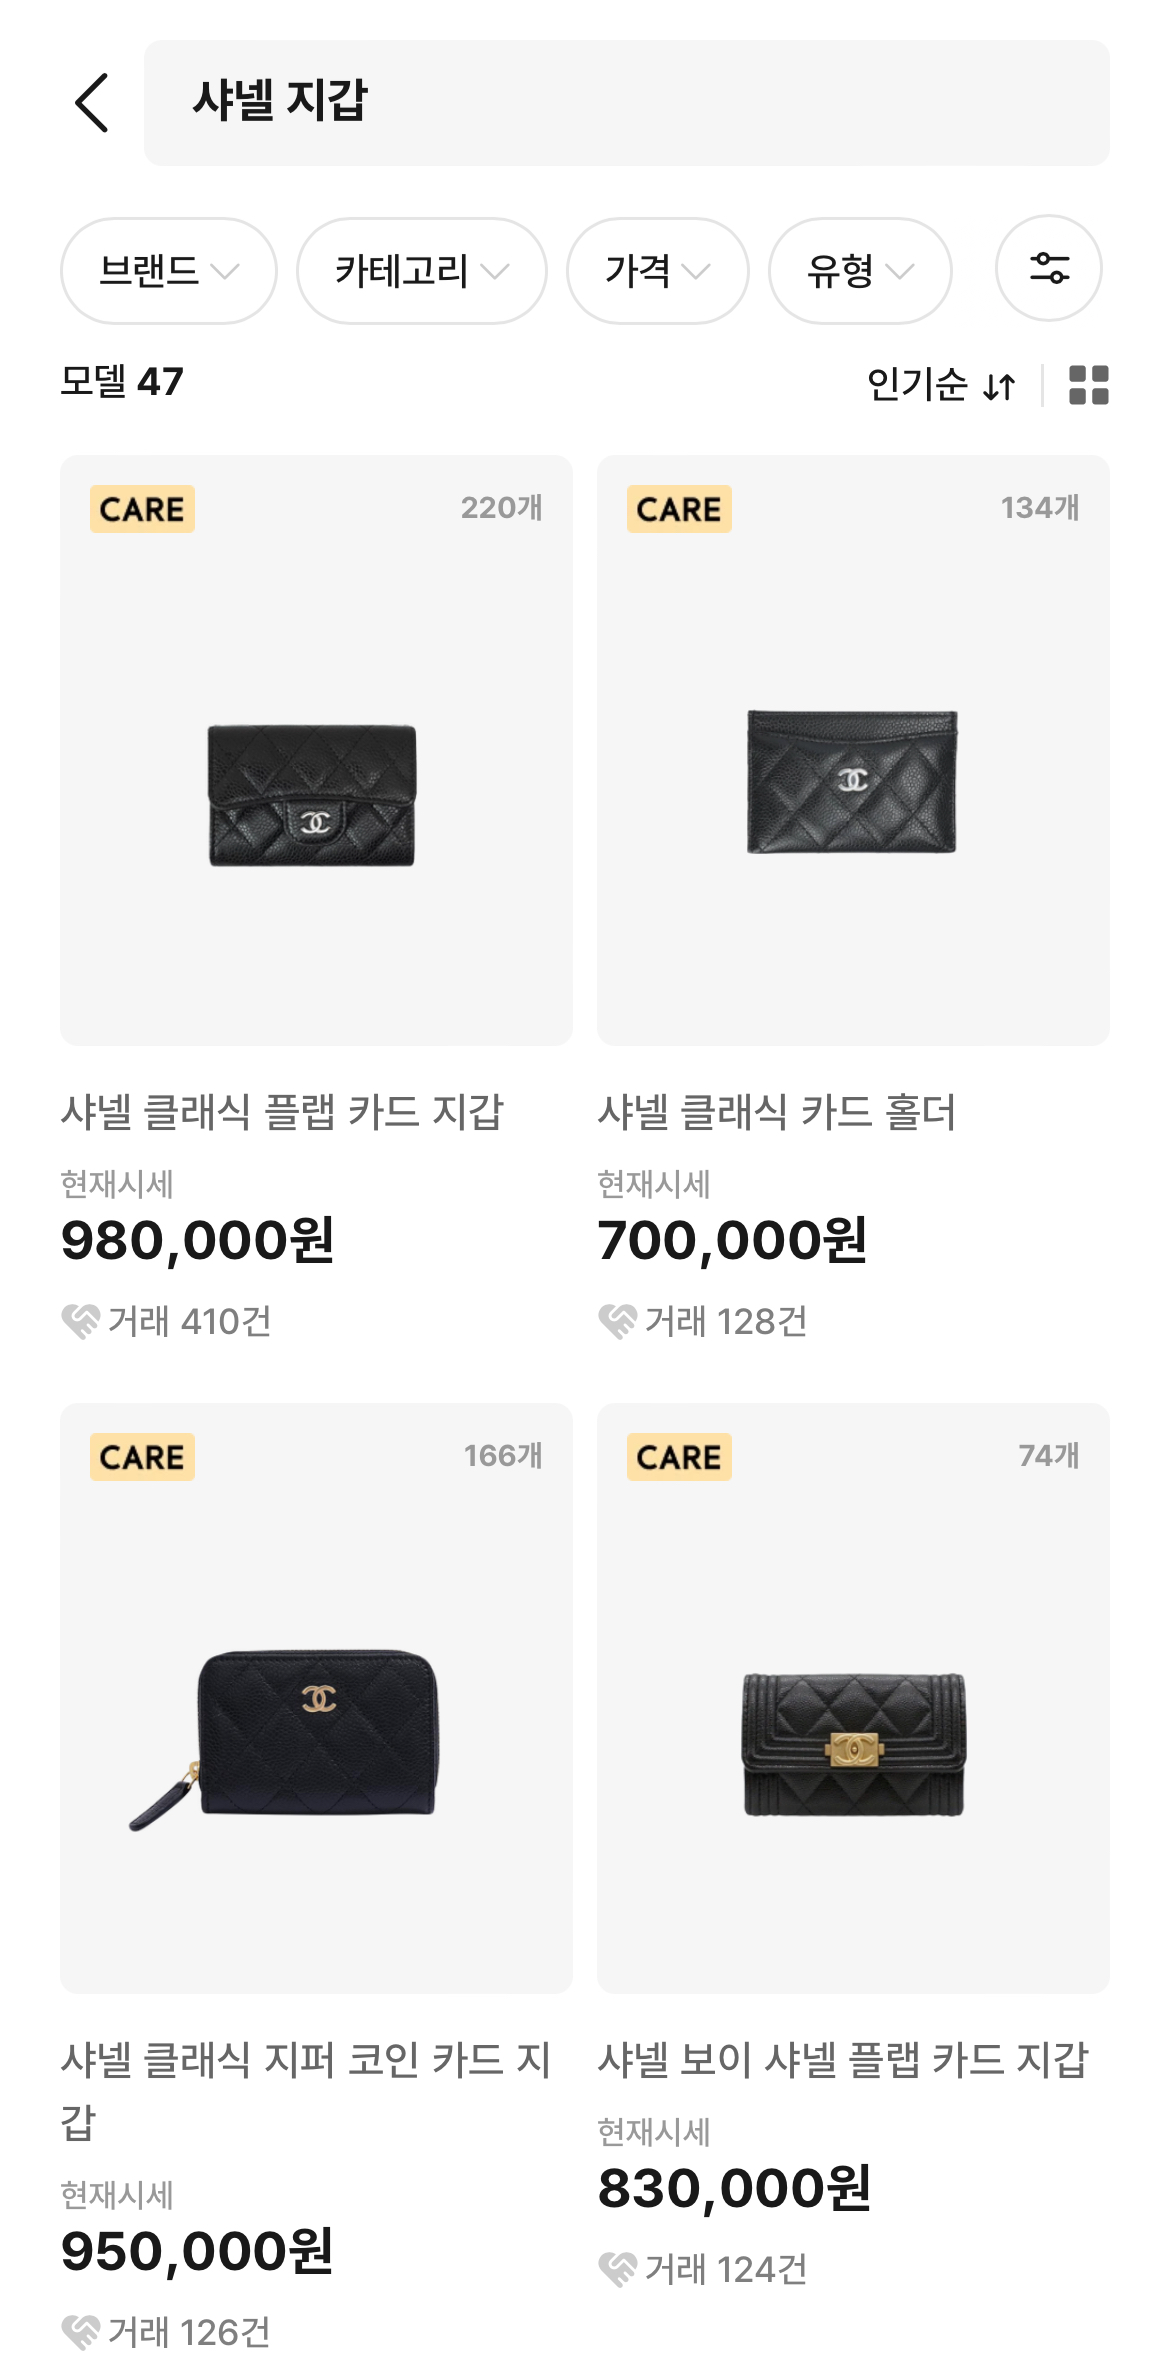 샤넬 지갑
브랜드 카테고리 가격 유형
모델 47 인기순
CARE 220개
CARE 134개
샤넬 클래식 플랩 카드 지갑
현재시세
980,000원
거래 410건
샤넬 클래식 카드 홀더
현재시세
700,000원
거래 128건
CARE 166개
CARE 74개
샤넬 클래식 지퍼 코인 카드 지
갑
현재시세
950,000원
거래 126건
샤넬 보이 샤넬 플랩 카드 지갑
현재시세
830,000원
거래 124건